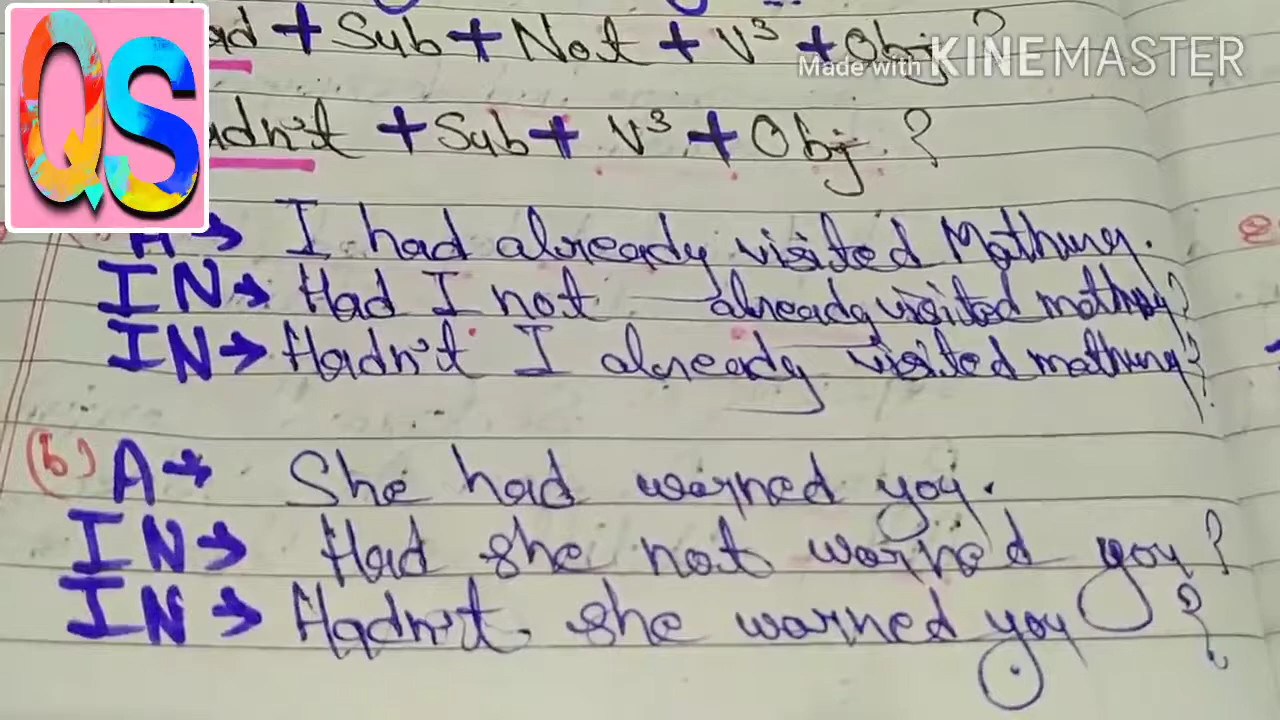 QS
ad + Sub + Not + V³ + Obj ?
Made with KINEMASTER
adn't + Sub + V³ + Obj. ?
A → I had already visited Mathura.
IN → Had I not already visited
IN → Hadn't I already visited
(b) A → She had warned you.
IN → Had she not warned you ?
IN → Hadn't she warned you ?